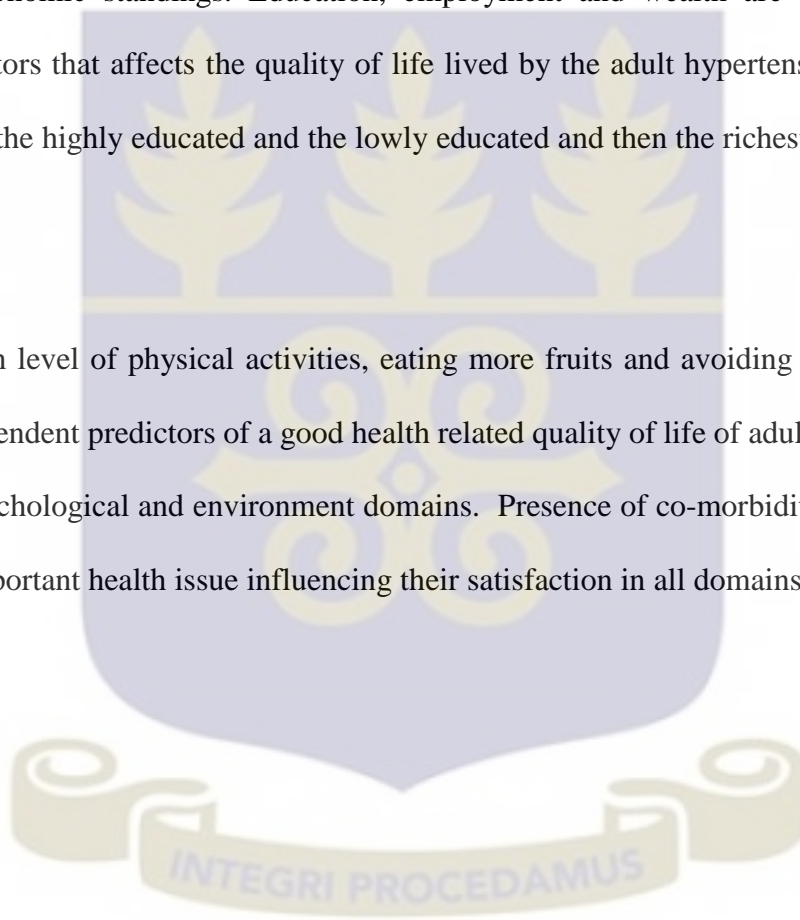 standings. Education, employment and wealth are
tors that affects the quality of life lived by the adult hypertens
the highly educated and the lowly educated and then the riches
n level of physical activities, eating more fruits and avoiding
endent predictors of a good health related quality of life of adul
chological and environment domains. Presence of co-morbidit
portant health issue influencing their satisfaction in all domains
INTEGRI PROCEDAMUS